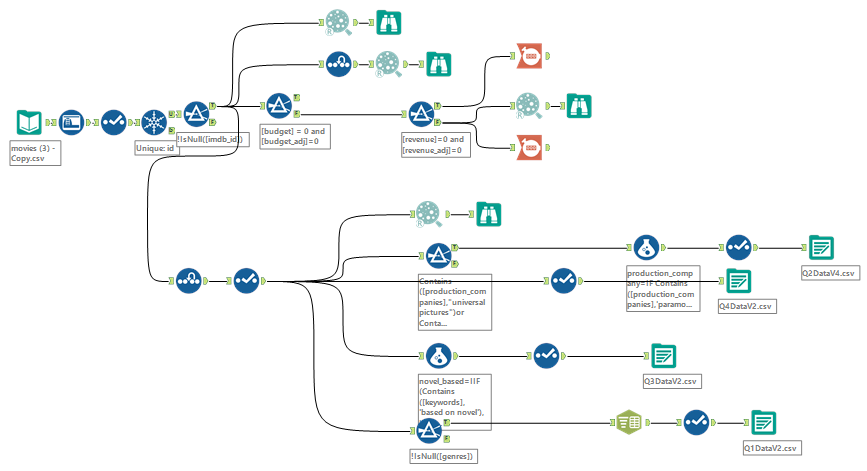 movies (3) -
Copy.csv
Unique: id
!IsNull([imdb_id])
[budget] = 0 and
[budget_adj]=0
[revenue]=0 and
[revenue_adj]=0
Contains
([production_com
panies],"universal
pictures")or
Conta...
production_comp
any=IF Contains
([production_com
panies],'paramo...
Q2DataV4.csv
Q4DataV2.csv
novel_based=IIF
(Contains
([keywords],
'based on novel'),
Q3DataV2.csv
!IsNull([genres])
Q1DataV2.csv